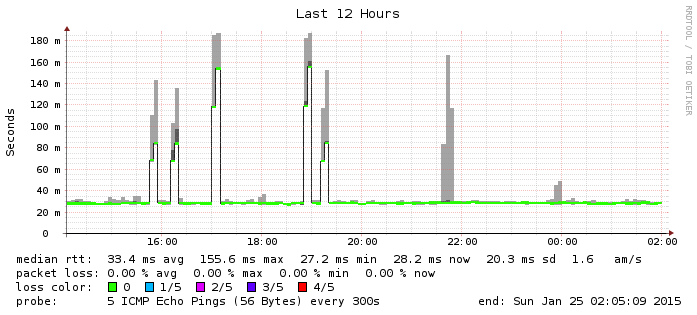 Last 12 Hours
RRDTOOL / TOBI OETIKER
Seconds
180 m
160 m
140 m
120 m
100 m
80 m
60 m
40 m
20 m
0
16:00 18:00 20:00 22:00 00:00 02:00
median rtt: 33.4 ms avg 155.6 ms max 27.2 ms min 28.2 ms now 20.3 ms sd 1.6 am/s
packet loss: 0.00 % avg 0.00 % max 0.00 % min 0.00 % now
loss color: 0 1/5 2/5 3/5 4/5
probe: 5 ICMP Echo Pings (56 Bytes) every 300s end: Sun Jan 25 02:05:09 2015